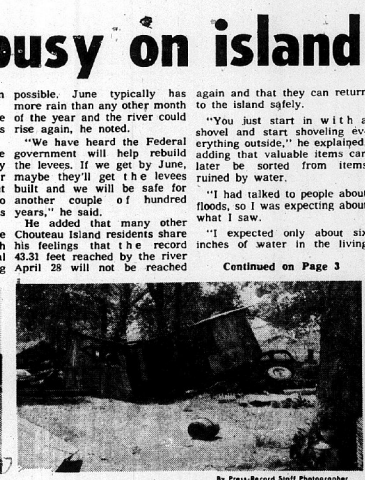 ousy on island
possible. June typically has
more rain than any other month
of the year and the river could
rise again, he noted.
"We have heard the Federal
government will help rebuild
the levees. If we get by June,
maybe they'll get the levees
built and we will be safe for
another couple of hundred
years," he said.
He added that many other
Chouteau Island residents share
his feelings that the record
43.31 feet reached by the river
April 28 will not be reached
again and that they can return
to the island safely.
"You just start in with a
shovel and start shoveling ev-
erything outside," he explained,
adding that valuable items can
later be sorted from items
ruined by water.
"I had talked to people about
floods, so I was expecting about
what I saw.
"I expected only about six
inches of water in the living
Continued on Page 3
By Press-Record Staff Photographer